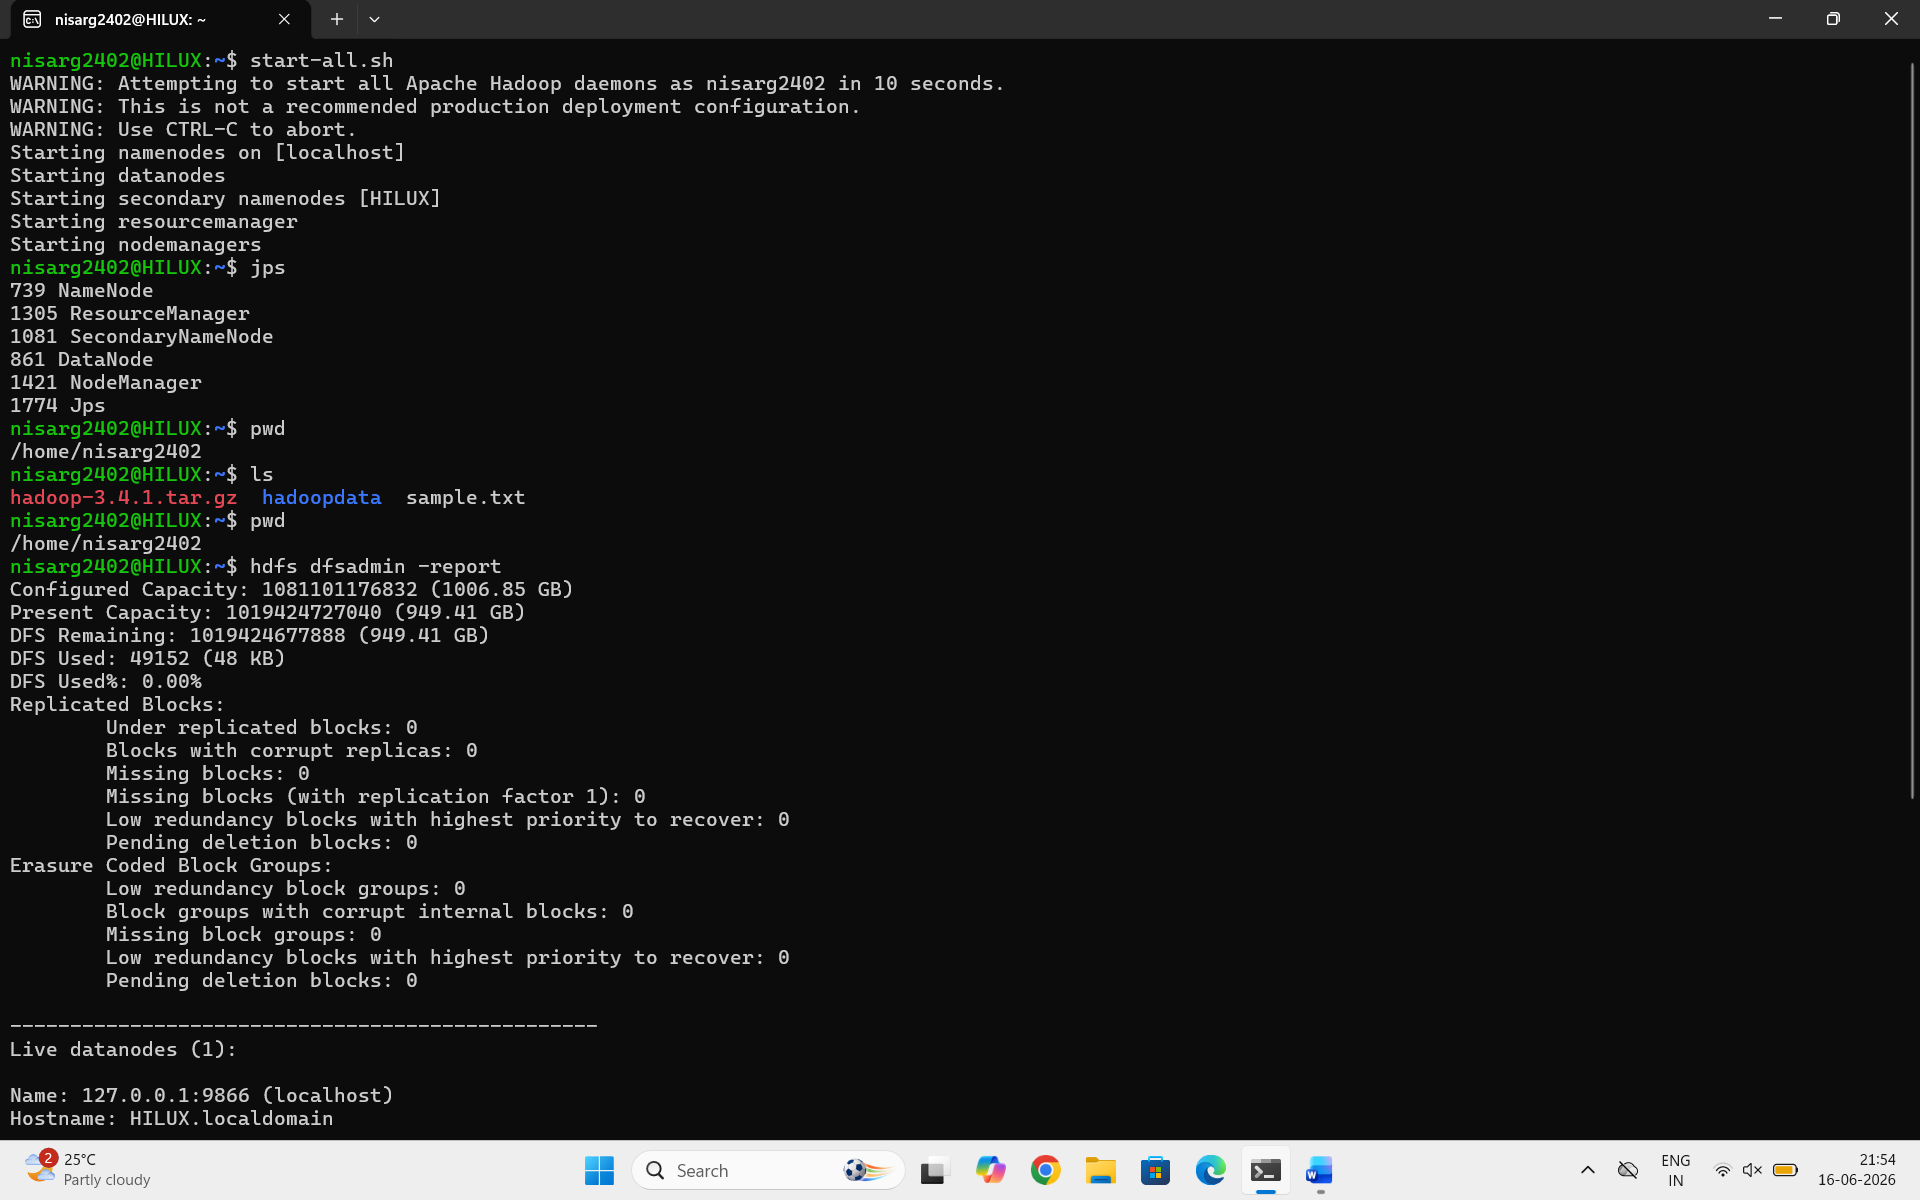 nisarg2402@HILUX: ~
nisarg2402@HILUX:~$ start-all.sh
WARNING: Attempting to start all Apache Hadoop daemons as nisarg2402 in 10 seconds.
WARNING: This is not a recommended production deployment configuration.
WARNING: Use CTRL-C to abort.
Starting namenodes on [localhost]
Starting datanodes
Starting secondary namenodes [HILUX]
Starting resourcemanager
Starting nodemanagers
nisarg2402@HILUX:~$ jps
739 NameNode
1305 ResourceManager
1081 SecondaryNameNode
861 DataNode
1421 NodeManager
1774 Jps
nisarg2402@HILUX:~$ pwd
/home/nisarg2402
nisarg2402@HILUX:~$ ls
hadoop-3.4.1.tar.gz  hadoopdata  sample.txt
nisarg2402@HILUX:~$ pwd
/home/nisarg2402
nisarg2402@HILUX:~$ hdfs dfsadmin -report
Configured Capacity: 1081101176832 (1006.85 GB)
Present Capacity: 1019424727040 (949.41 GB)
DFS Remaining: 1019424677888 (949.41 GB)
DFS Used: 49152 (48 KB)
DFS Used%: 0.00%
Replicated Blocks:
Under replicated blocks: 0
Blocks with corrupt replicas: 0
Missing blocks: 0
Missing blocks (with replication factor 1): 0
Low redundancy blocks with highest priority to recover: 0
Pending deletion blocks: 0
Erasure Coded Block Groups:
Low redundancy block groups: 0
Block groups with corrupt internal blocks: 0
Missing block groups: 0
Low redundancy blocks with highest priority to recover: 0
Pending deletion blocks: 0
-------------------------------------------------
Live datanodes (1):
Name: 127.0.0.1:9866 (localhost)
Hostname: HILUX.localdomain
2
25°C
Partly cloudy
Search
ENG
IN
21:54
16-06-2026